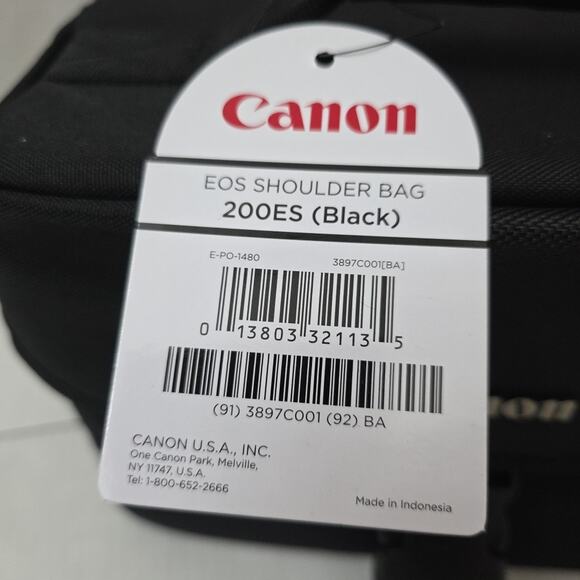 Canon
EOS SHOULDER BAG
200ES (Black)
E-PO-1480 3897C001[BA]
0 13803 32113 5
(91) 3897C001 (92) BA
CANON U.S.A., INC.
One Canon Park, Melville,
NY 11747, U.S.A.
Tel: 1-800-652-2666
Made in Indonesia
non